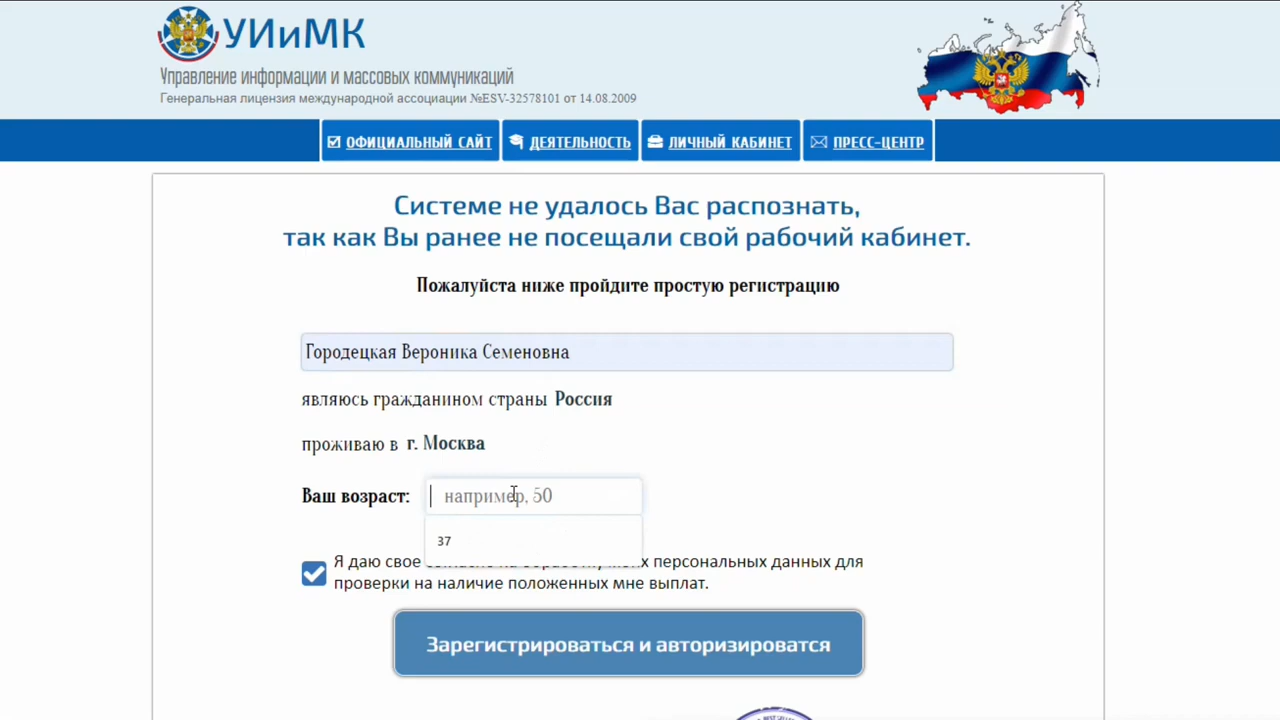 УИиМК
Управление информации и массовых коммуникаций
Генеральная лицензия международной ассоциации №ESV-32578101 от 14.08.2009
ОФИЦИАЛЬНЫЙ САЙТ ДЕЯТЕЛЬНОСТЬ ЛИЧНЫЙ КАБИНЕТ ПРЕСС-ЦЕНТР
Системе не удалось Вас распознать,
так как Вы ранее не посещали свой рабочий кабинет.
Пожалуйста ниже пройдите простую регистрацию
Городецкая Вероника Семеновна
являюсь гражданином страны Россия
проживаю в г. Москва
Ваш возраст: например, 50
37
Я даю свое персональных данных для
проверки на наличие положенных мне выплат.
Зарегистрироваться и авторизироватся